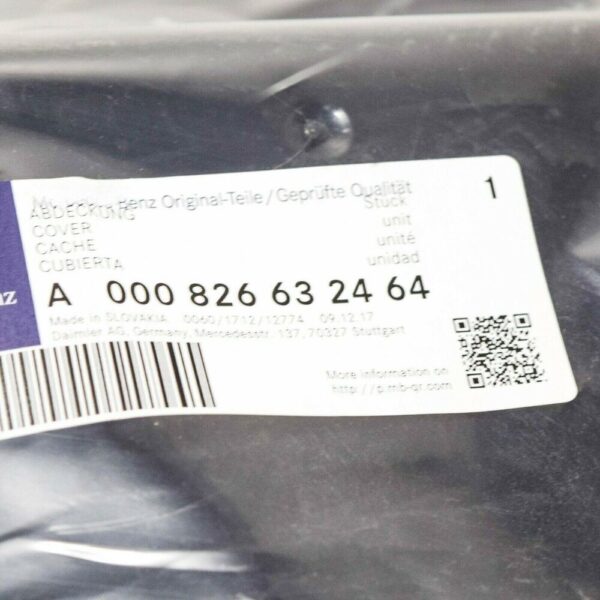 Benz Original-Teile / Geprüfte Qualität
ABDECKUNG Stück 1
COVER unit
CACHE unité
CUBIERTA unidad
A 000 826 63 24 64
Made in SLOVAKIA 0060/1712/12774 09.12.17
Daimler AG, Germany, Mercedesstr. 137, 70327 Stuttgart
More information on
http://p.mb-qr.com